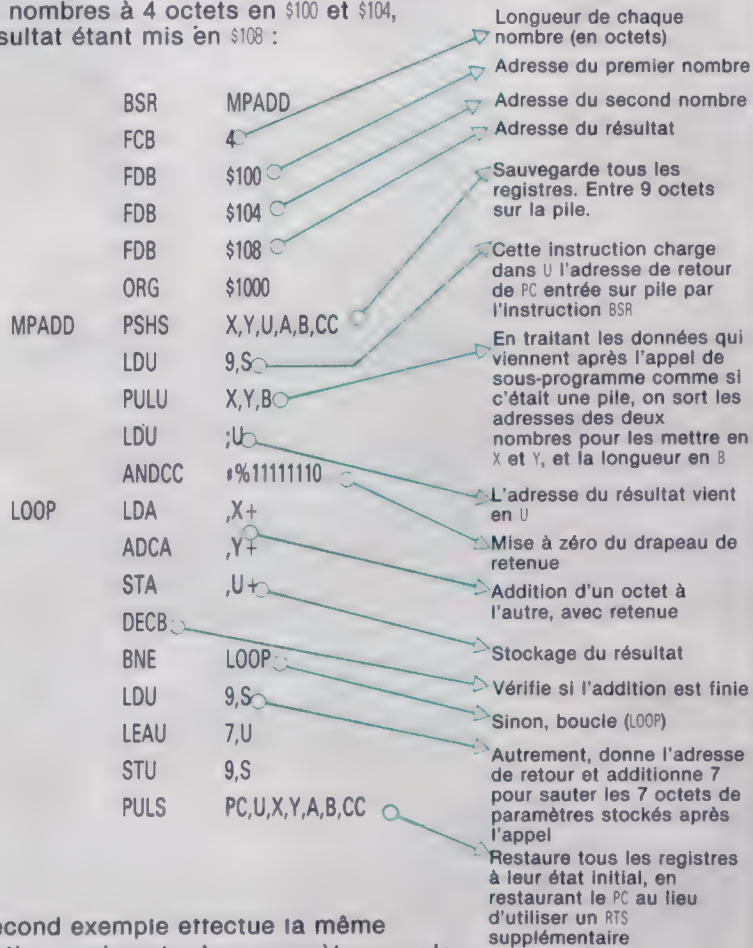 nombres à 4 octets en $100 et $104,
sultat étant mis en $108 :
BSR MPADD
FCB 4
FDB $100
FDB $104
FDB $108
ORG $1000
MPADD PSHS X,Y,U,A,B,CC
LDU 9,S
PULU X,Y,B
LDU ;U
ANDCC #%11111110
LOOP LDA ,X+
ADCA ,Y+
STA ,U+
DECB
BNE LOOP
LDU 9,S
LEAU 7,U
STU 9,S
PULS PC,U,X,Y,A,B,CC
Longueur de chaque
nombre (en octets)
Adresse du premier nombre
Adresse du second nombre
Adresse du résultat
Sauvegarde tous les
registres. Entre 9 octets
sur la pile.
Cette instruction charge
dans U l'adresse de retour
de PC entrée sur pile par
l'instruction BSR
En traitant les données qui
viennent après l'appel de
sous-programme comme si
c'était une pile, on sort les
adresses des deux
nombres pour les mettre en
X et Y, et la longueur en B
L'adresse du résultat vient
en U
Mise à zéro du drapeau de
retenue
Addition d'un octet à
l'autre, avec retenue
Stockage du résultat
Vérifie si l'addition est finie
Sinon, boucle (LOOP)
Autrement, donne l'adresse
de retour et additionne 7
pour sauter les 7 octets de
paramètres stockés après
l'appel
Restaure tous les registres
à leur état initial, en
restaurant le PC au lieu
d'utiliser un RTS
supplémentaire
econd exemple effectue la même